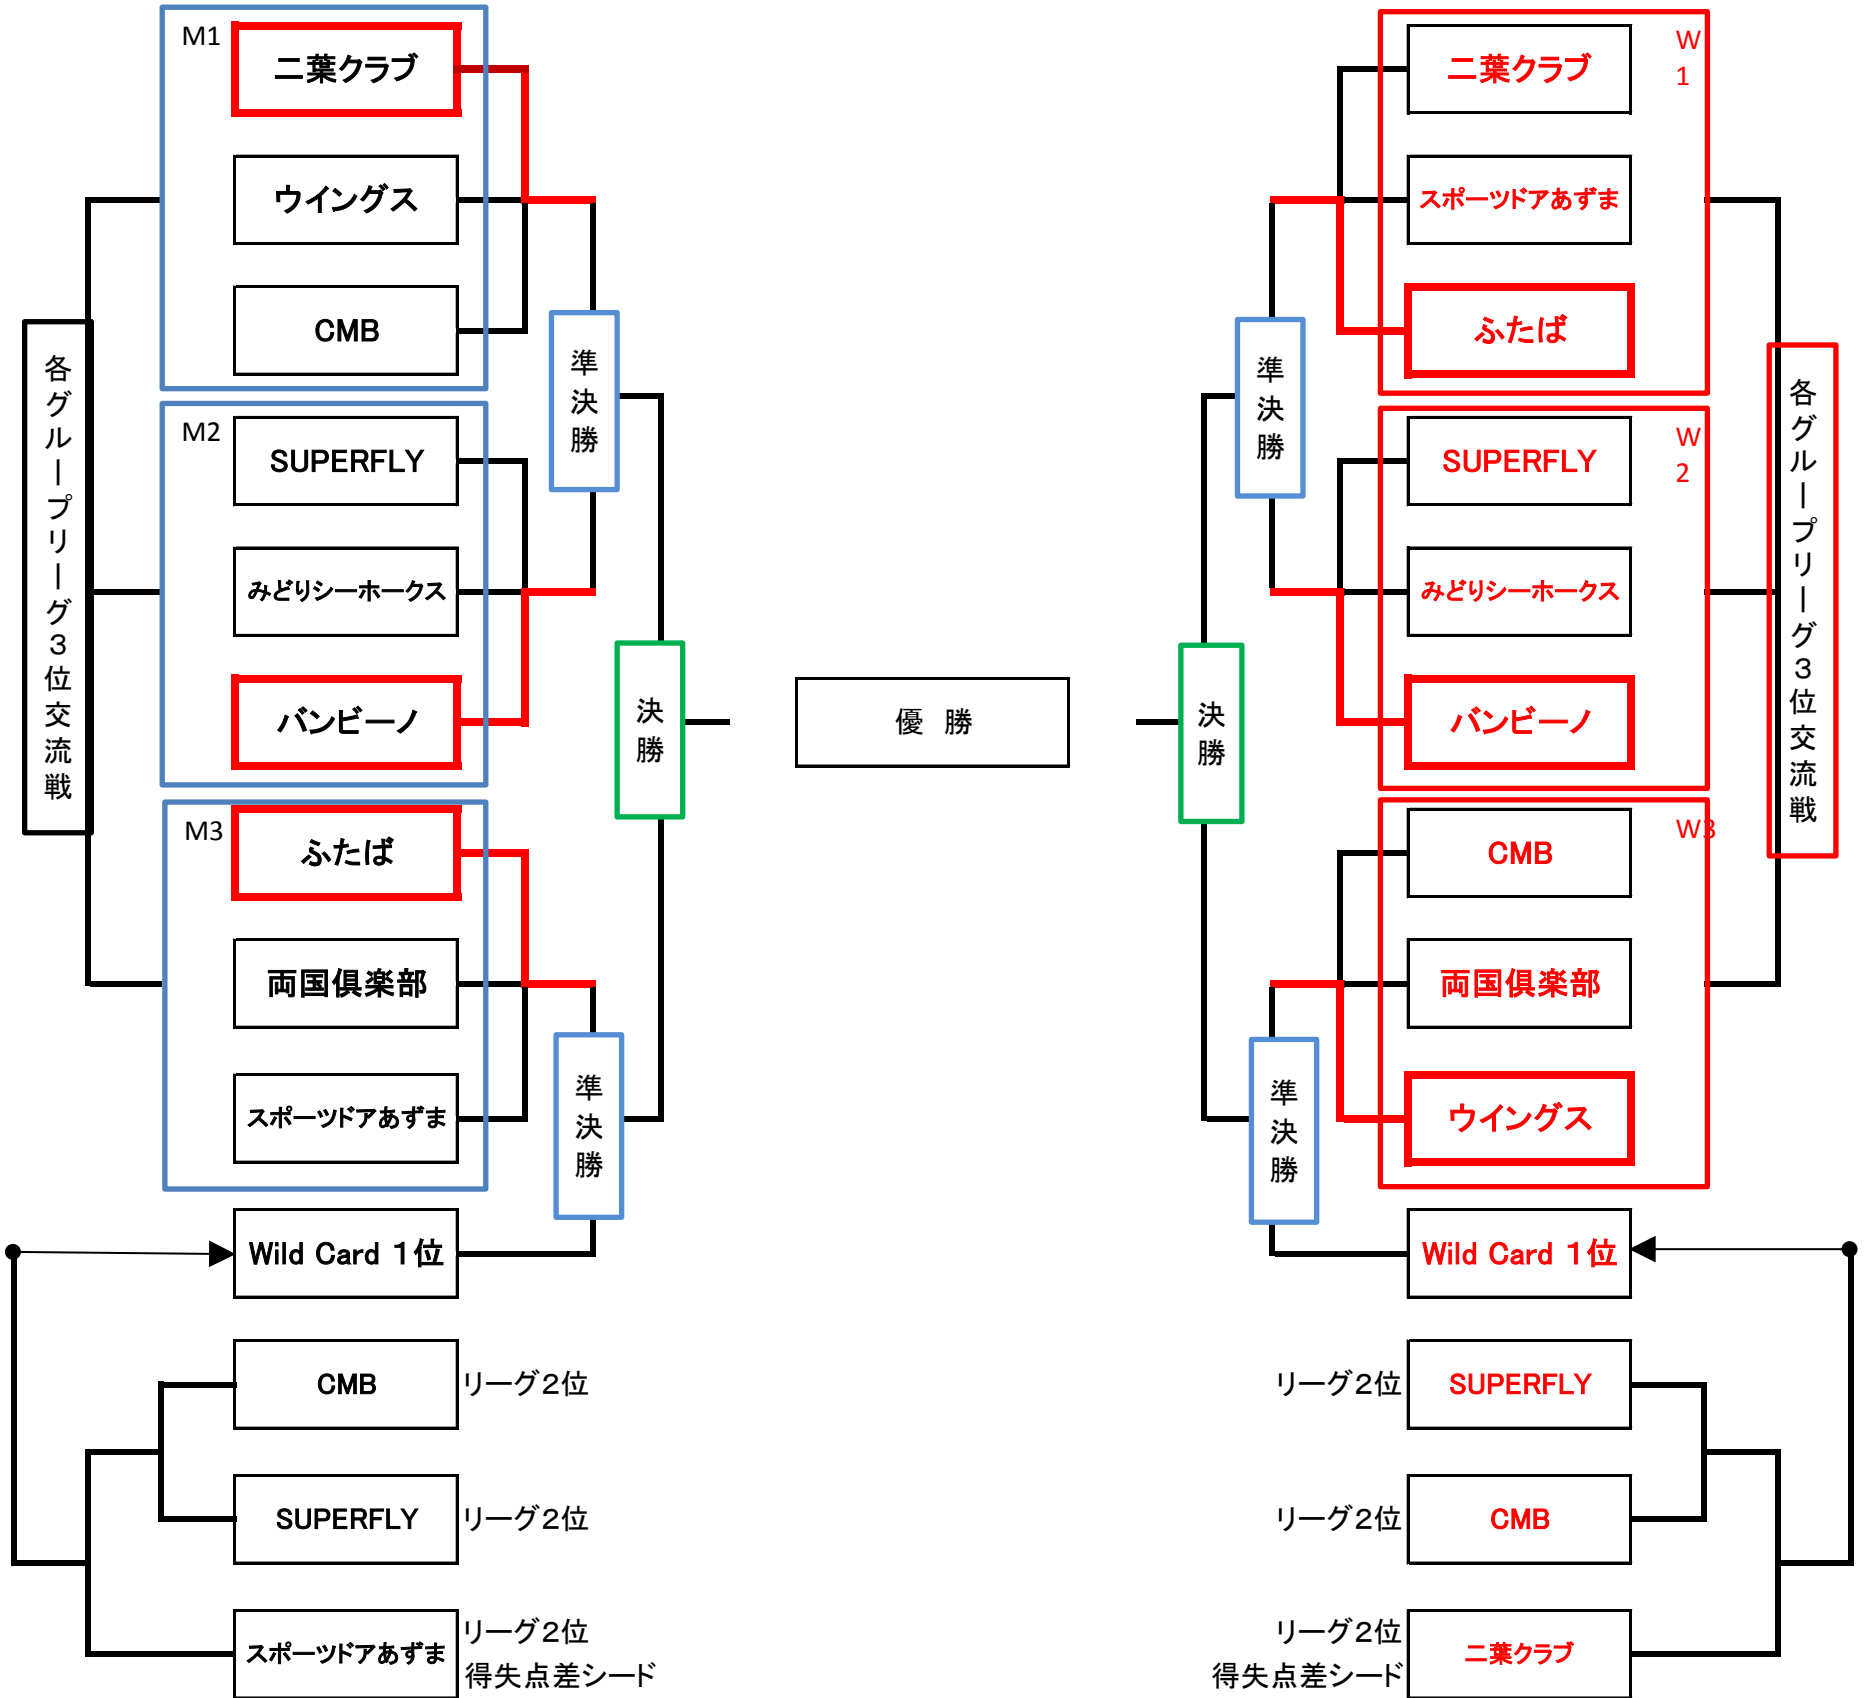 M1
二葉クラブ
ウイングス
CMB
M2
SUPERFLY
みどりシーホークス
バンビーノ
M3
ふたば
両国倶楽部
スポーツドアあずま
Wild Card 1位
CMB
リーグ2位
SUPERFLY
リーグ2位
スポーツドアあずま
リーグ2位
得失点差シード
各グループリーグ3位交流戦
準決勝
準決勝
決勝
優 勝
決勝
準決勝
準決勝
W1
二葉クラブ
スポーツドアあずま
ふたば
W2
SUPERFLY
みどりシーホークス
バンビーノ
W3
CMB
両国倶楽部
ウイングス
Wild Card 1位
リーグ2位
SUPERFLY
リーグ2位
CMB
リーグ2位
得失点差シード
二葉クラブ
各グループリーグ3位交流戦